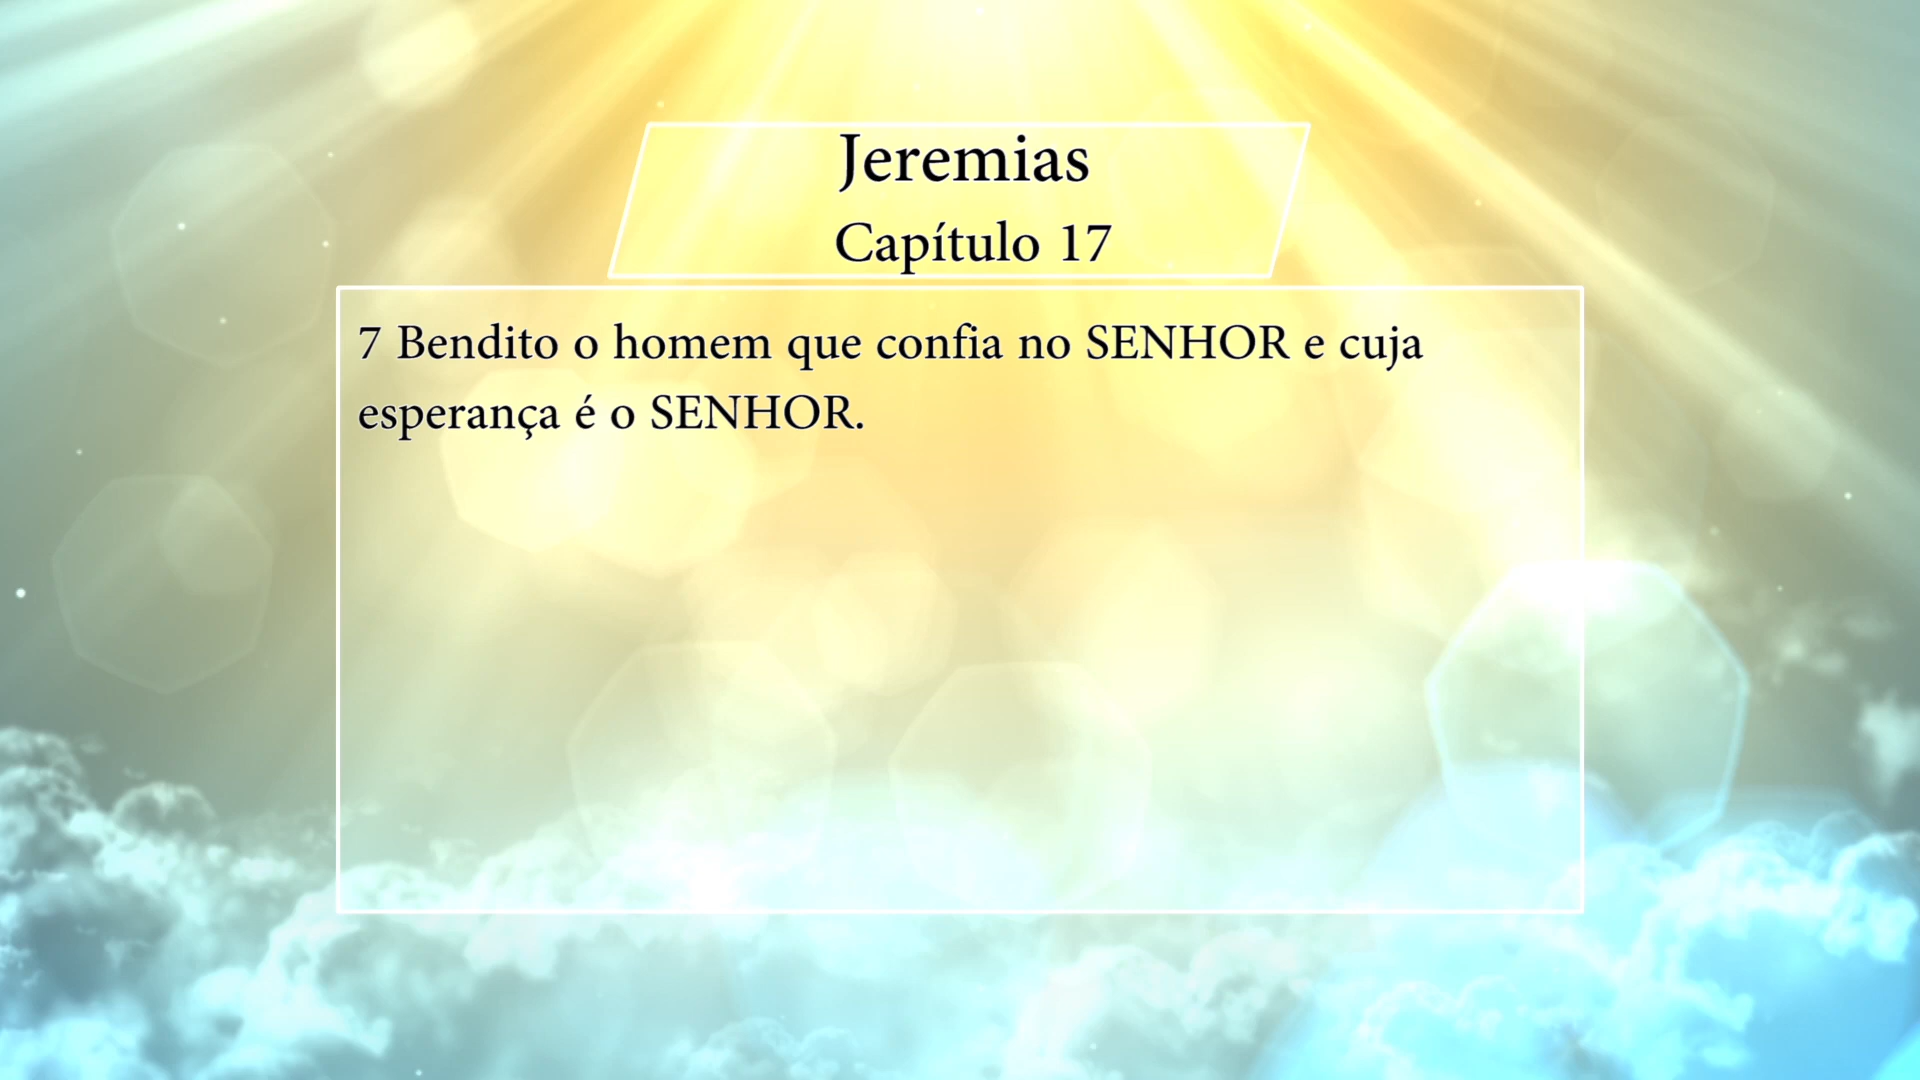 Jeremias
Capítulo 17
7 Bendito o homem que confia no SENHOR e cuja
esperança é o SENHOR.